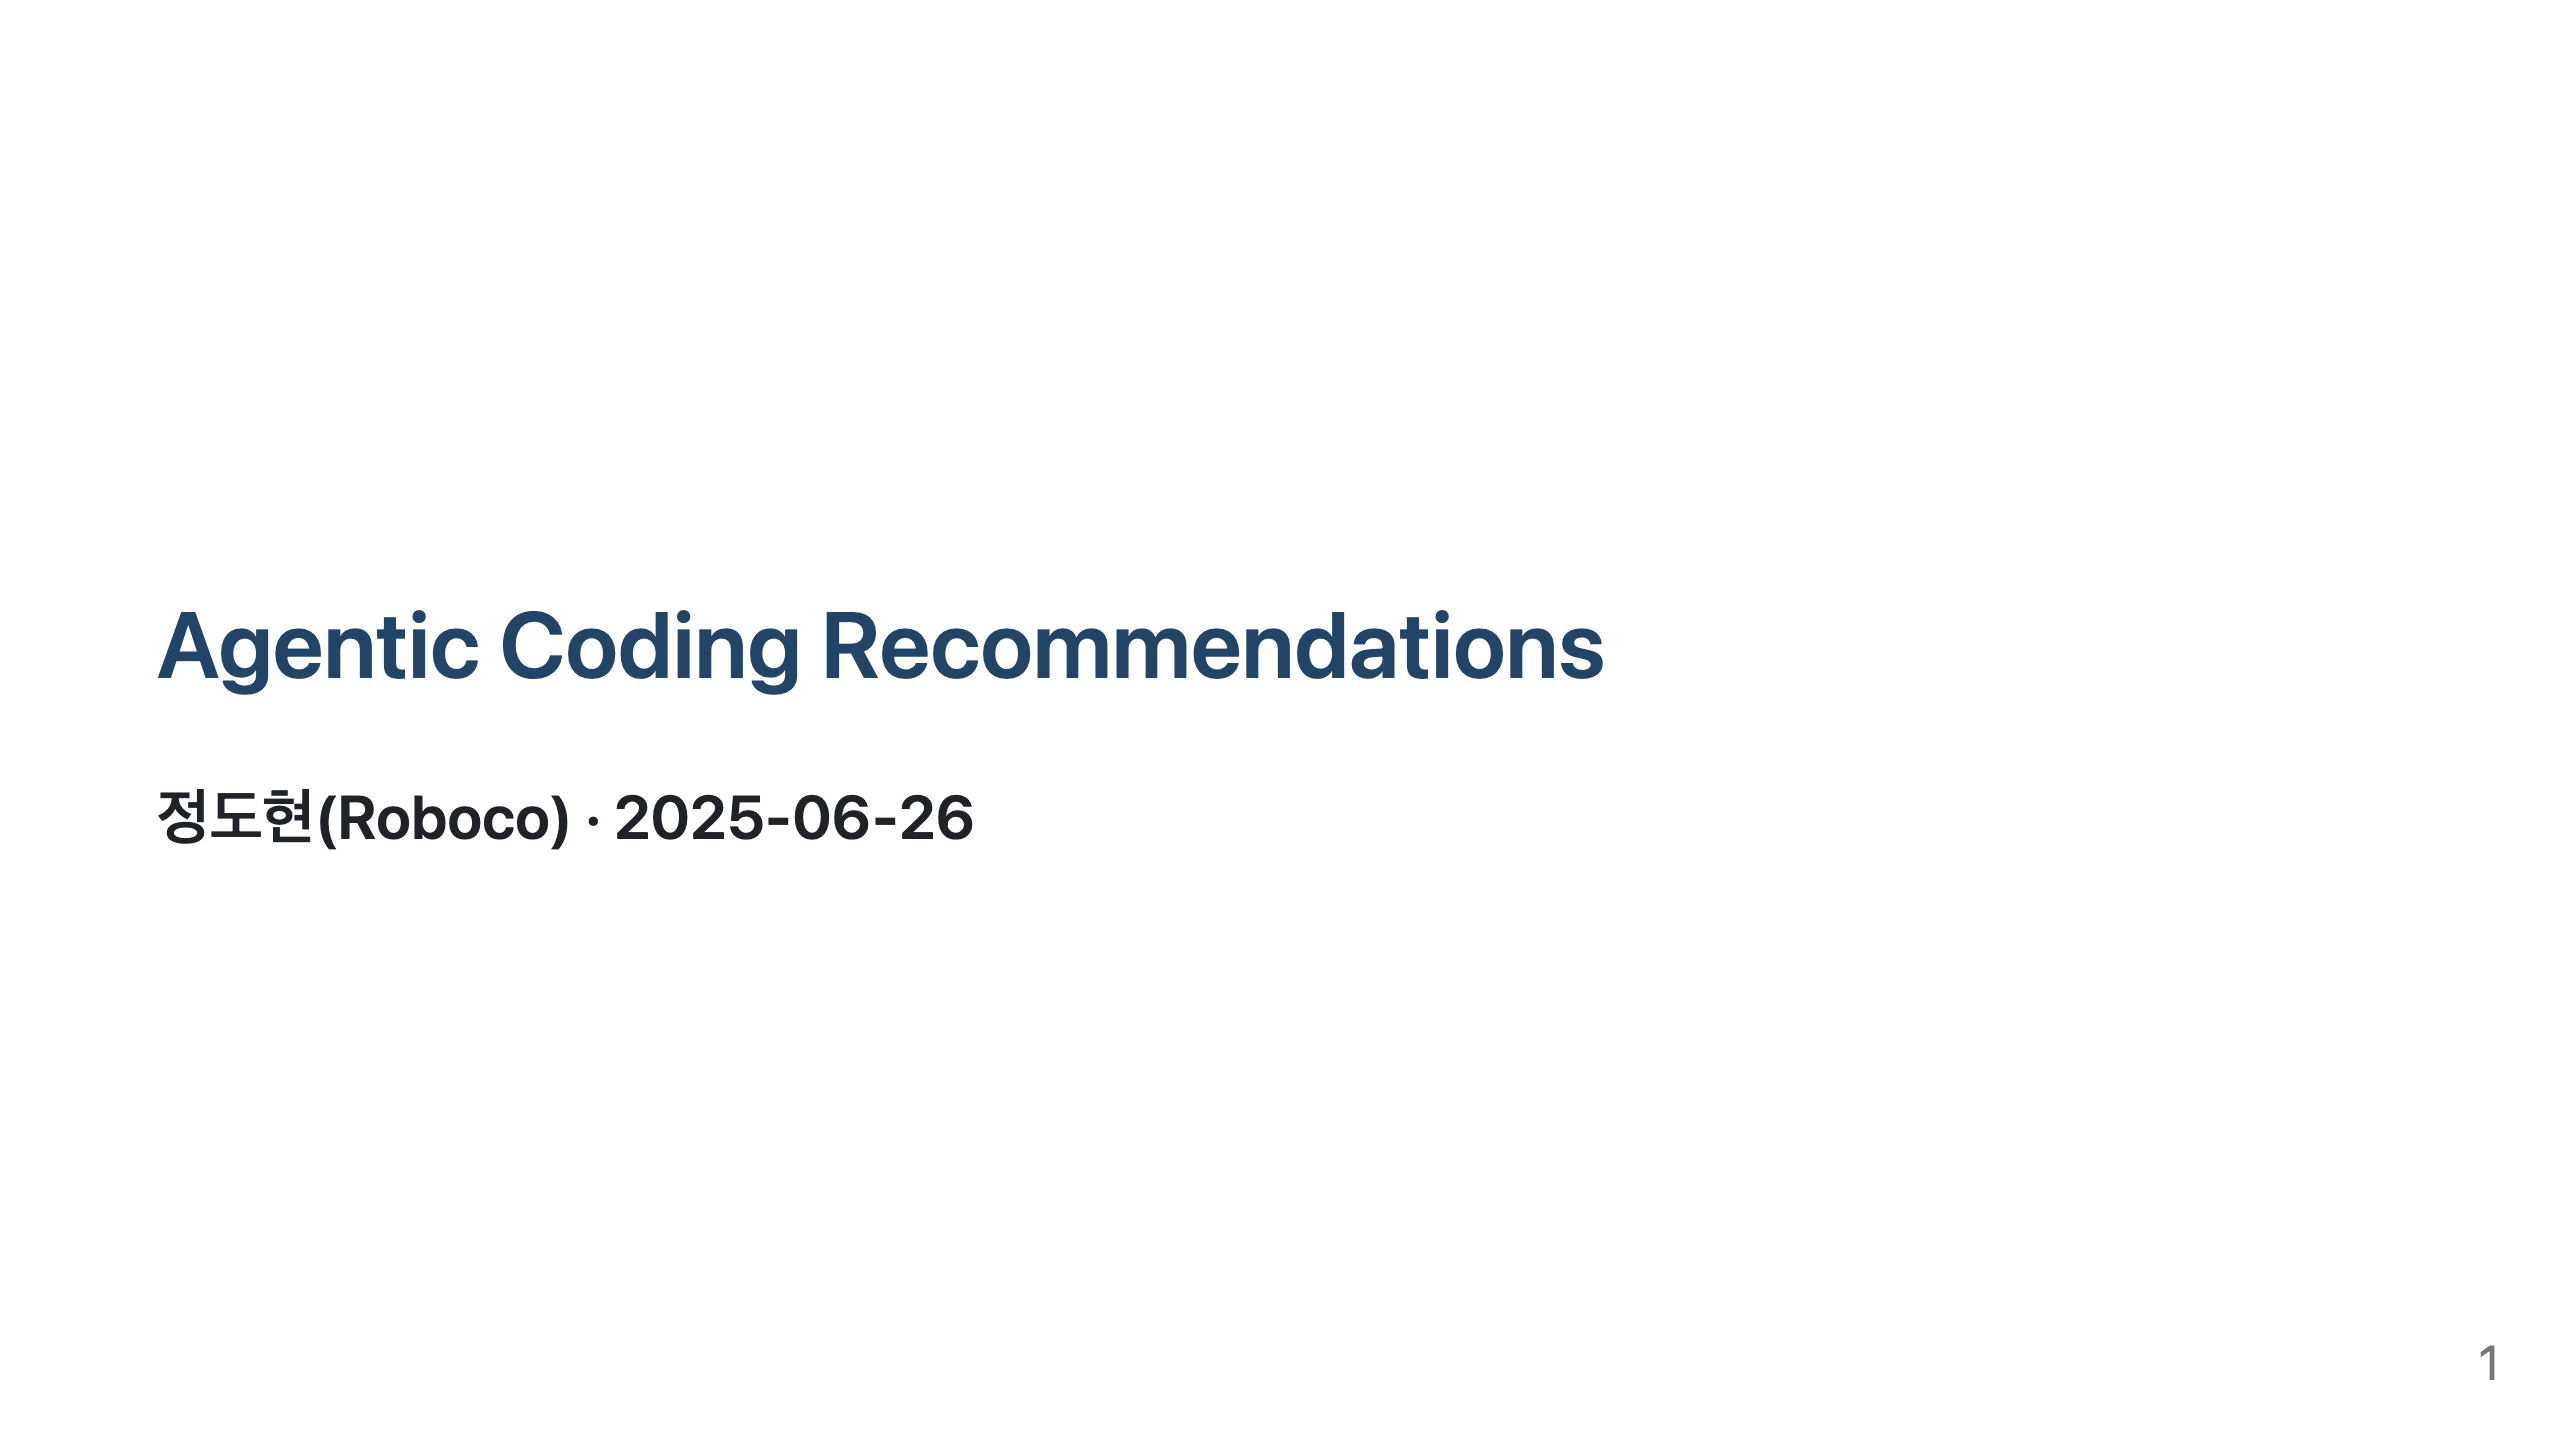 Agentic Coding Recommendations
정도현(Roboco) · 2025-06-26
1